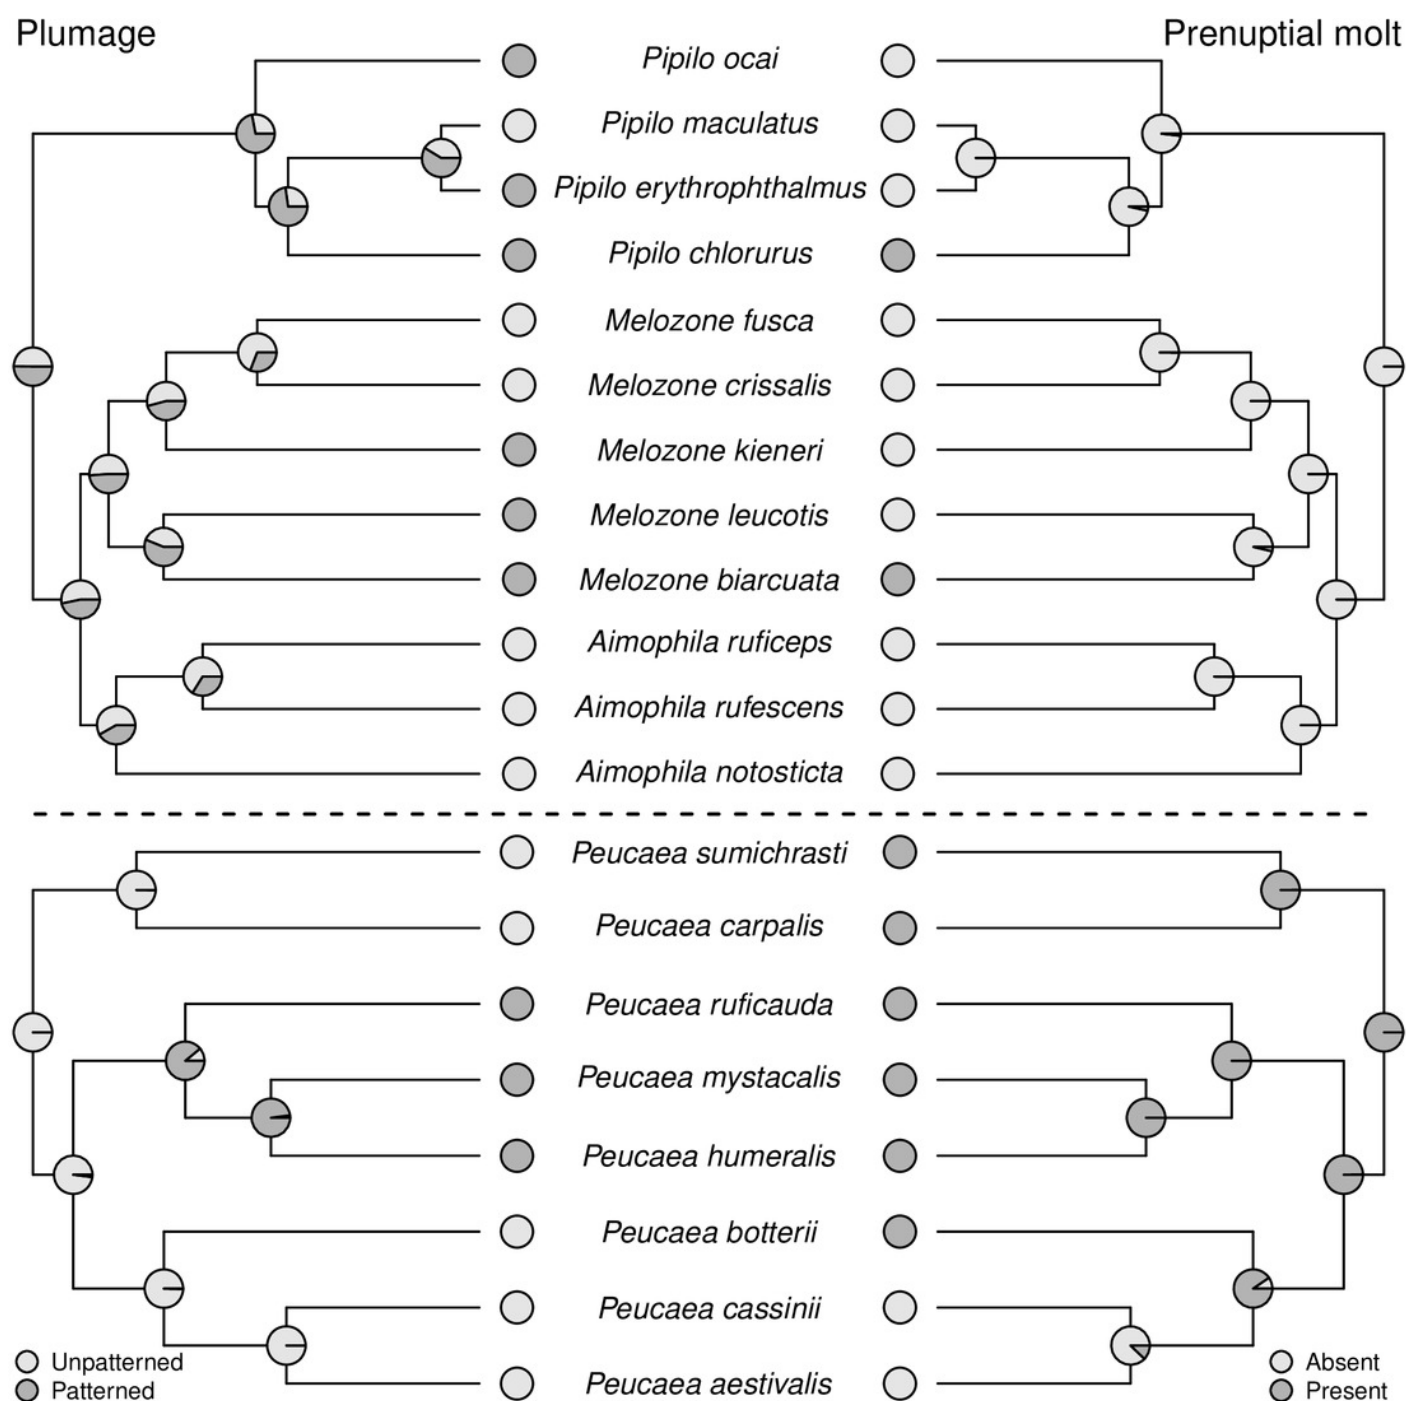 Plumage
Prenuptial molt
Pipilo ocai
Pipilo maculatus
Pipilo erythrophthalmus
Pipilo chlorurus
Melozone fusca
Melozone crissalis
Melozone kieneri
Melozone leucotis
Melozone biarcuata
Aimophila ruficeps
Aimophila rufescens
Aimophila notosticta
Peucaea sumichrasti
Peucaea carpalis
Peucaea ruficauda
Peucaea mystacalis
Peucaea humeralis
Peucaea botterii
Peucaea cassinii
Peucaea aestivalis
Unpatterned
Patterned
Absent
Present